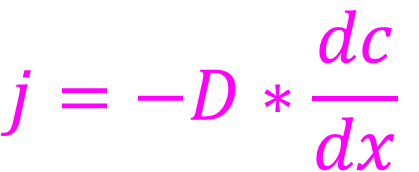 j = −D * dc/dx